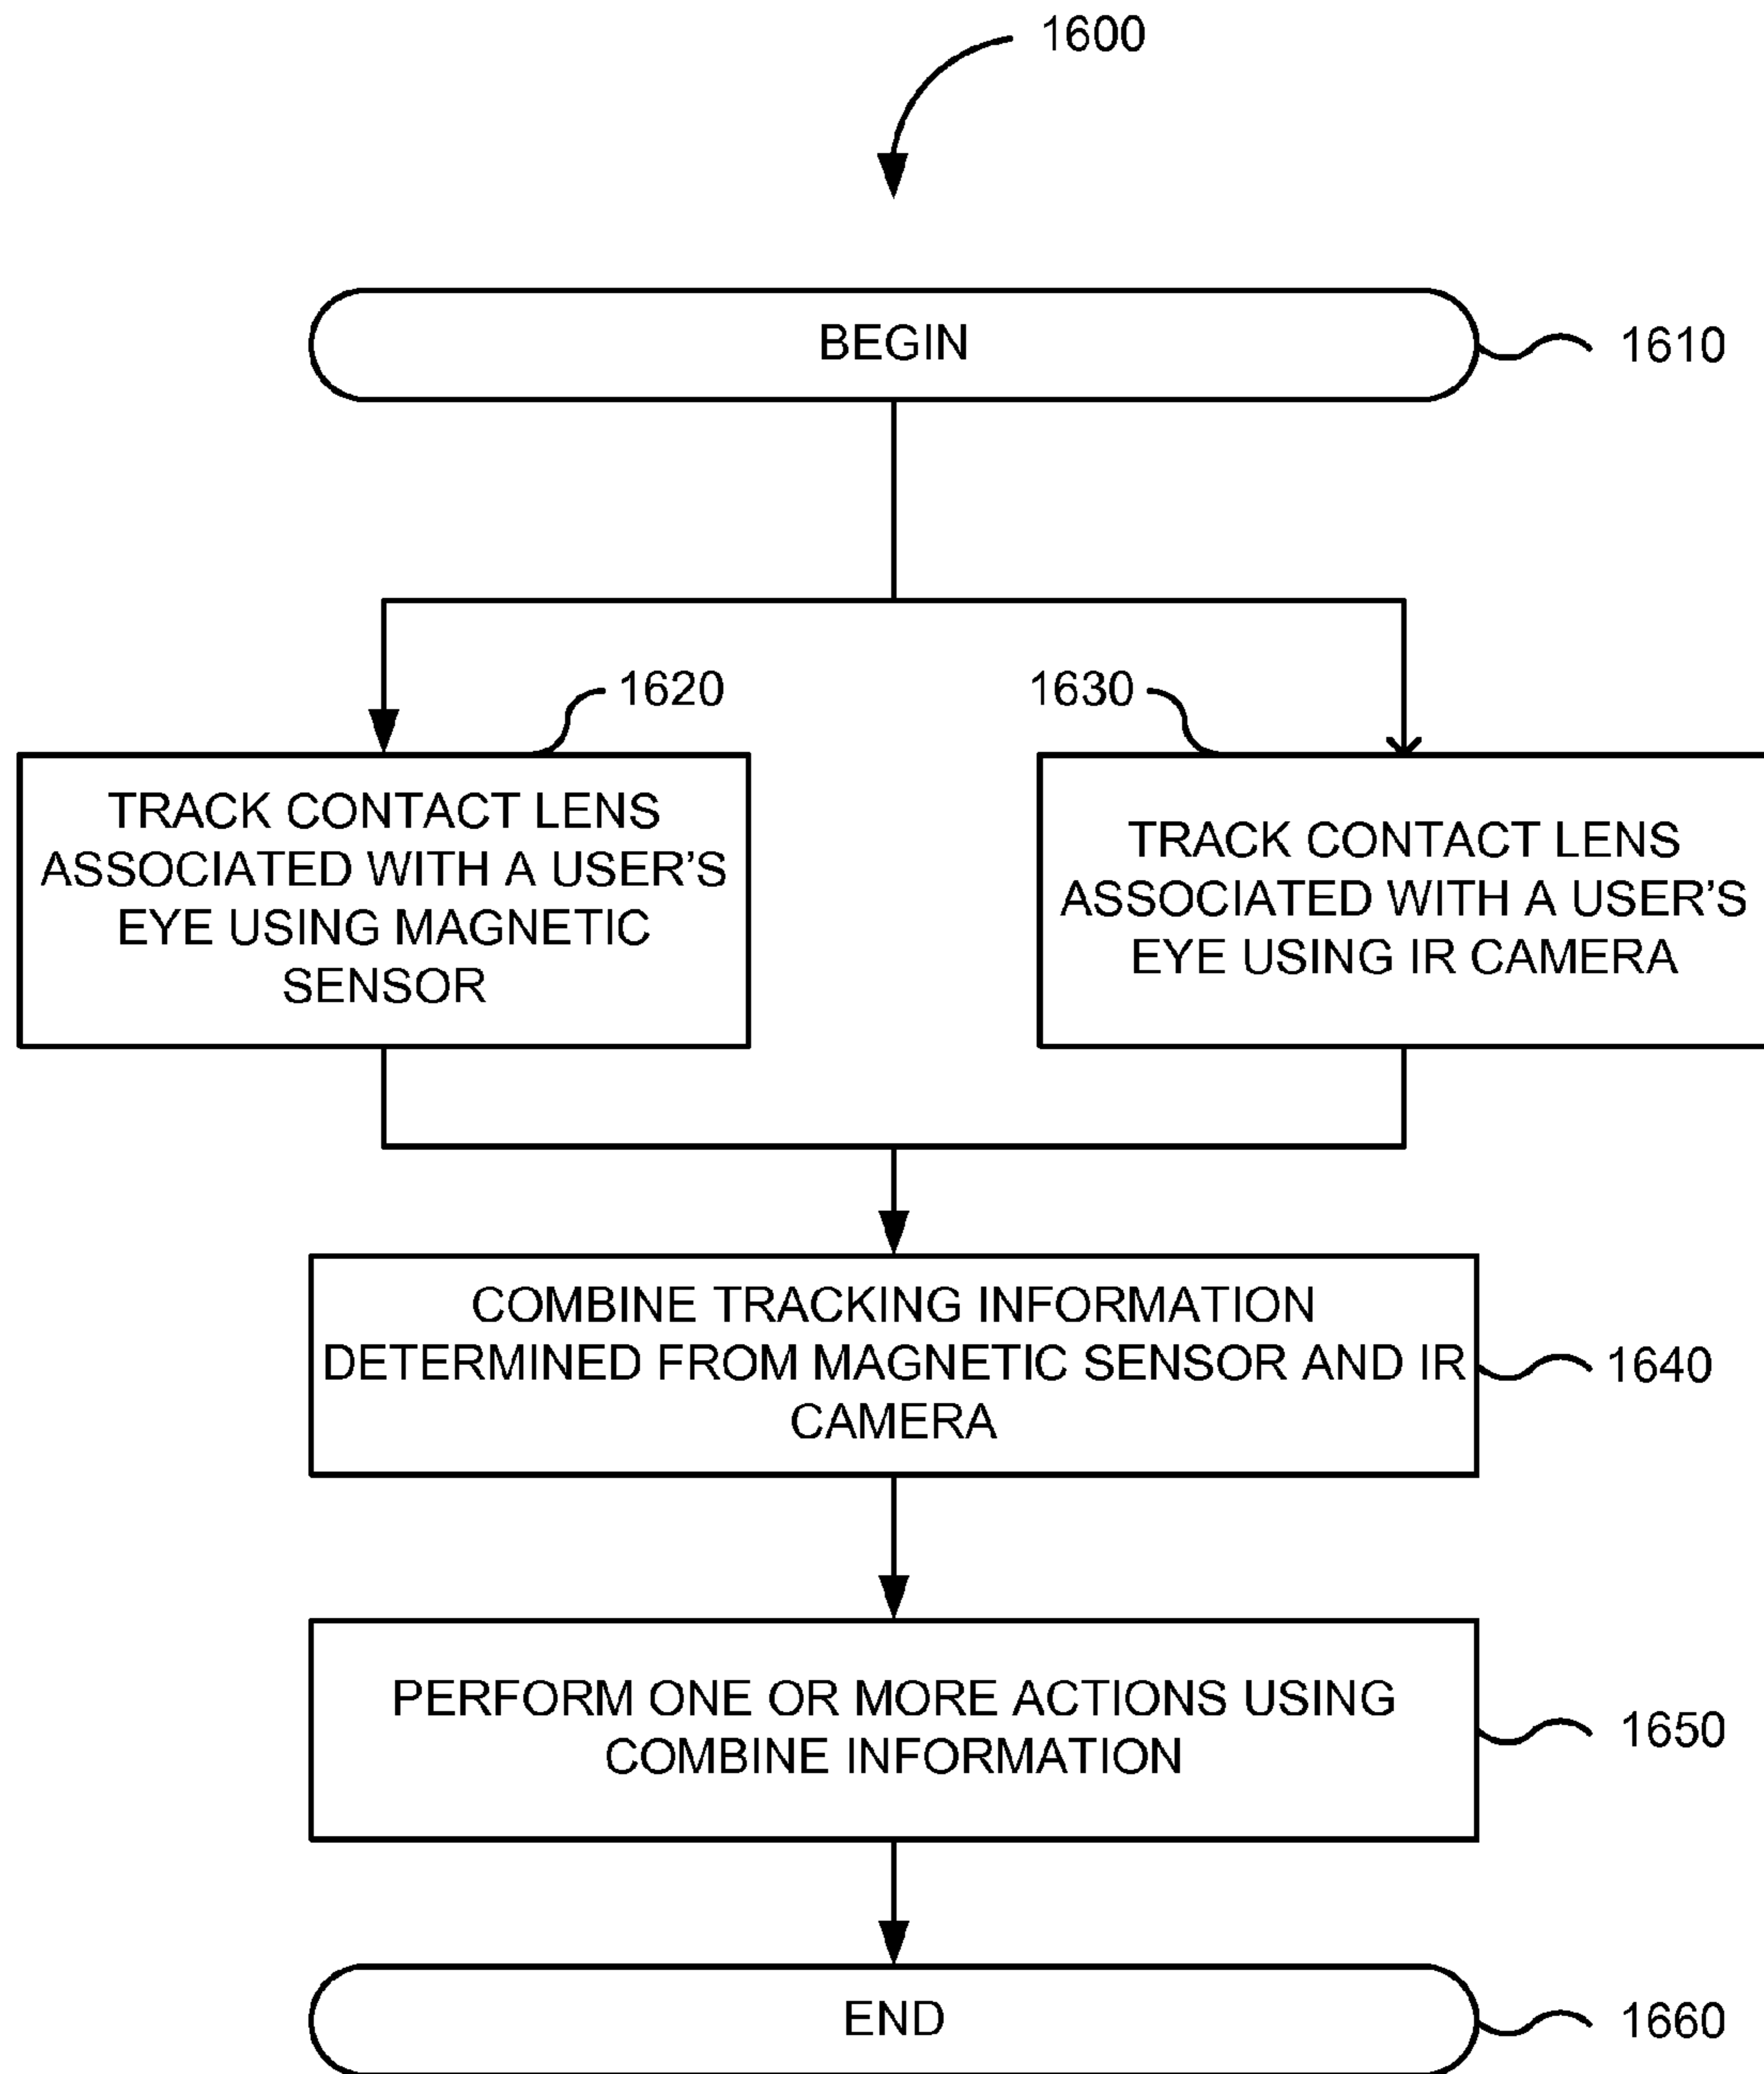 1600
BEGIN
1610
1620
1630
TRACK CONTACT LENS
ASSOCIATED WITH A USER'S
EYE USING MAGNETIC
SENSOR
TRACK CONTACT LENS
ASSOCIATED WITH A USER'S
EYE USING IR CAMERA
COMBINE TRACKING INFORMATION
DETERMINED FROM MAGNETIC SENSOR AND IR
CAMERA
1640
PERFORM ONE OR MORE ACTIONS USING
COMBINE INFORMATION
1650
END
1660